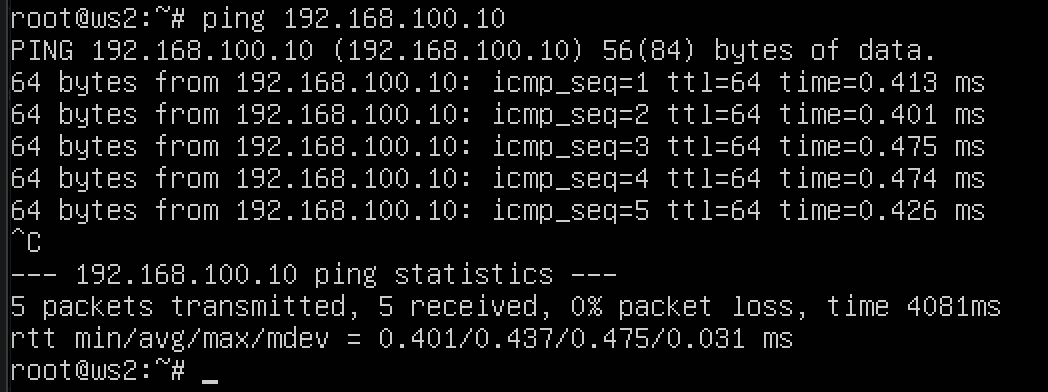 root@ws2:~# ping 192.168.100.10
PING 192.168.100.10 (192.168.100.10) 56(84) bytes of data.
64 bytes from 192.168.100.10: icmp_seq=1 ttl=64 time=0.413 ms
64 bytes from 192.168.100.10: icmp_seq=2 ttl=64 time=0.401 ms
64 bytes from 192.168.100.10: icmp_seq=3 ttl=64 time=0.475 ms
64 bytes from 192.168.100.10: icmp_seq=4 ttl=64 time=0.474 ms
64 bytes from 192.168.100.10: icmp_seq=5 ttl=64 time=0.426 ms
^C
--- 192.168.100.10 ping statistics ---
5 packets transmitted, 5 received, 0% packet loss, time 4081ms
rtt min/avg/max/mdev = 0.401/0.437/0.475/0.031 ms
root@ws2:~# _